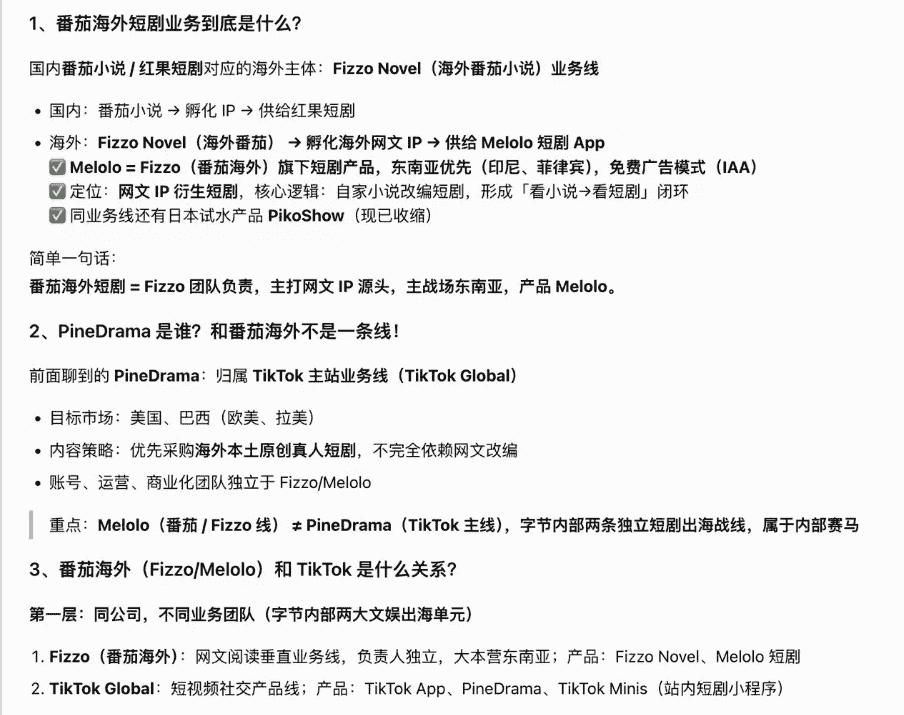 1、番茄海外短剧业务到底是什么？
国内番茄小说 / 红果短剧对应的海外主体：Fizzo Novel（海外番茄小说）业务线
• 国内：番茄小说 → 孵化 IP → 供给红果短剧
• 海外：Fizzo Novel（海外番茄） → 孵化海外网文 IP → 供给 Melolo 短剧 App
☑ Melolo = Fizzo（番茄海外）旗下短剧产品，东南亚优先（印尼、菲律宾），免费广告模式（IAA）
☑ 定位：网文 IP 衍生短剧，核心逻辑：自家小说改编短剧，形成「看小说→看短剧」闭环
☑ 同业务线还有日本试水产品 PikoShow（现已收缩）
简单一句话：
番茄海外短剧 = Fizzo 团队负责，主打网文 IP 源头，主战场东南亚，产品 Melolo。
2、PineDrama 是谁？和番茄海外不是一条线！
前面聊到的 PineDrama：归属 TikTok 主站业务线（TikTok Global）
• 目标市场：美国、巴西（欧美、拉美）
• 内容策略：优先采购海外本土原创真人短剧，不完全依赖网文改编
• 账号、运营、商业化团队独立于 Fizzo/Melolo
重点：Melolo（番茄 / Fizzo 线） ≠ PineDrama（TikTok 主线），字节内部两条独立短剧出海战线，属于内部赛马
3、番茄海外（Fizzo/Melolo）和 TikTok 是什么关系？
第一层：同公司，不同业务团队（字节内部两大文娱出海单元）
1. Fizzo（番茄海外）：网文阅读垂直业务线，负责人独立，大本营东南亚；产品：Fizzo Novel、Melolo 短剧
2. TikTok Global：短视频社交产品线；产品：TikTok App、PineDrama、TikTok Minis（站内短剧小程序）